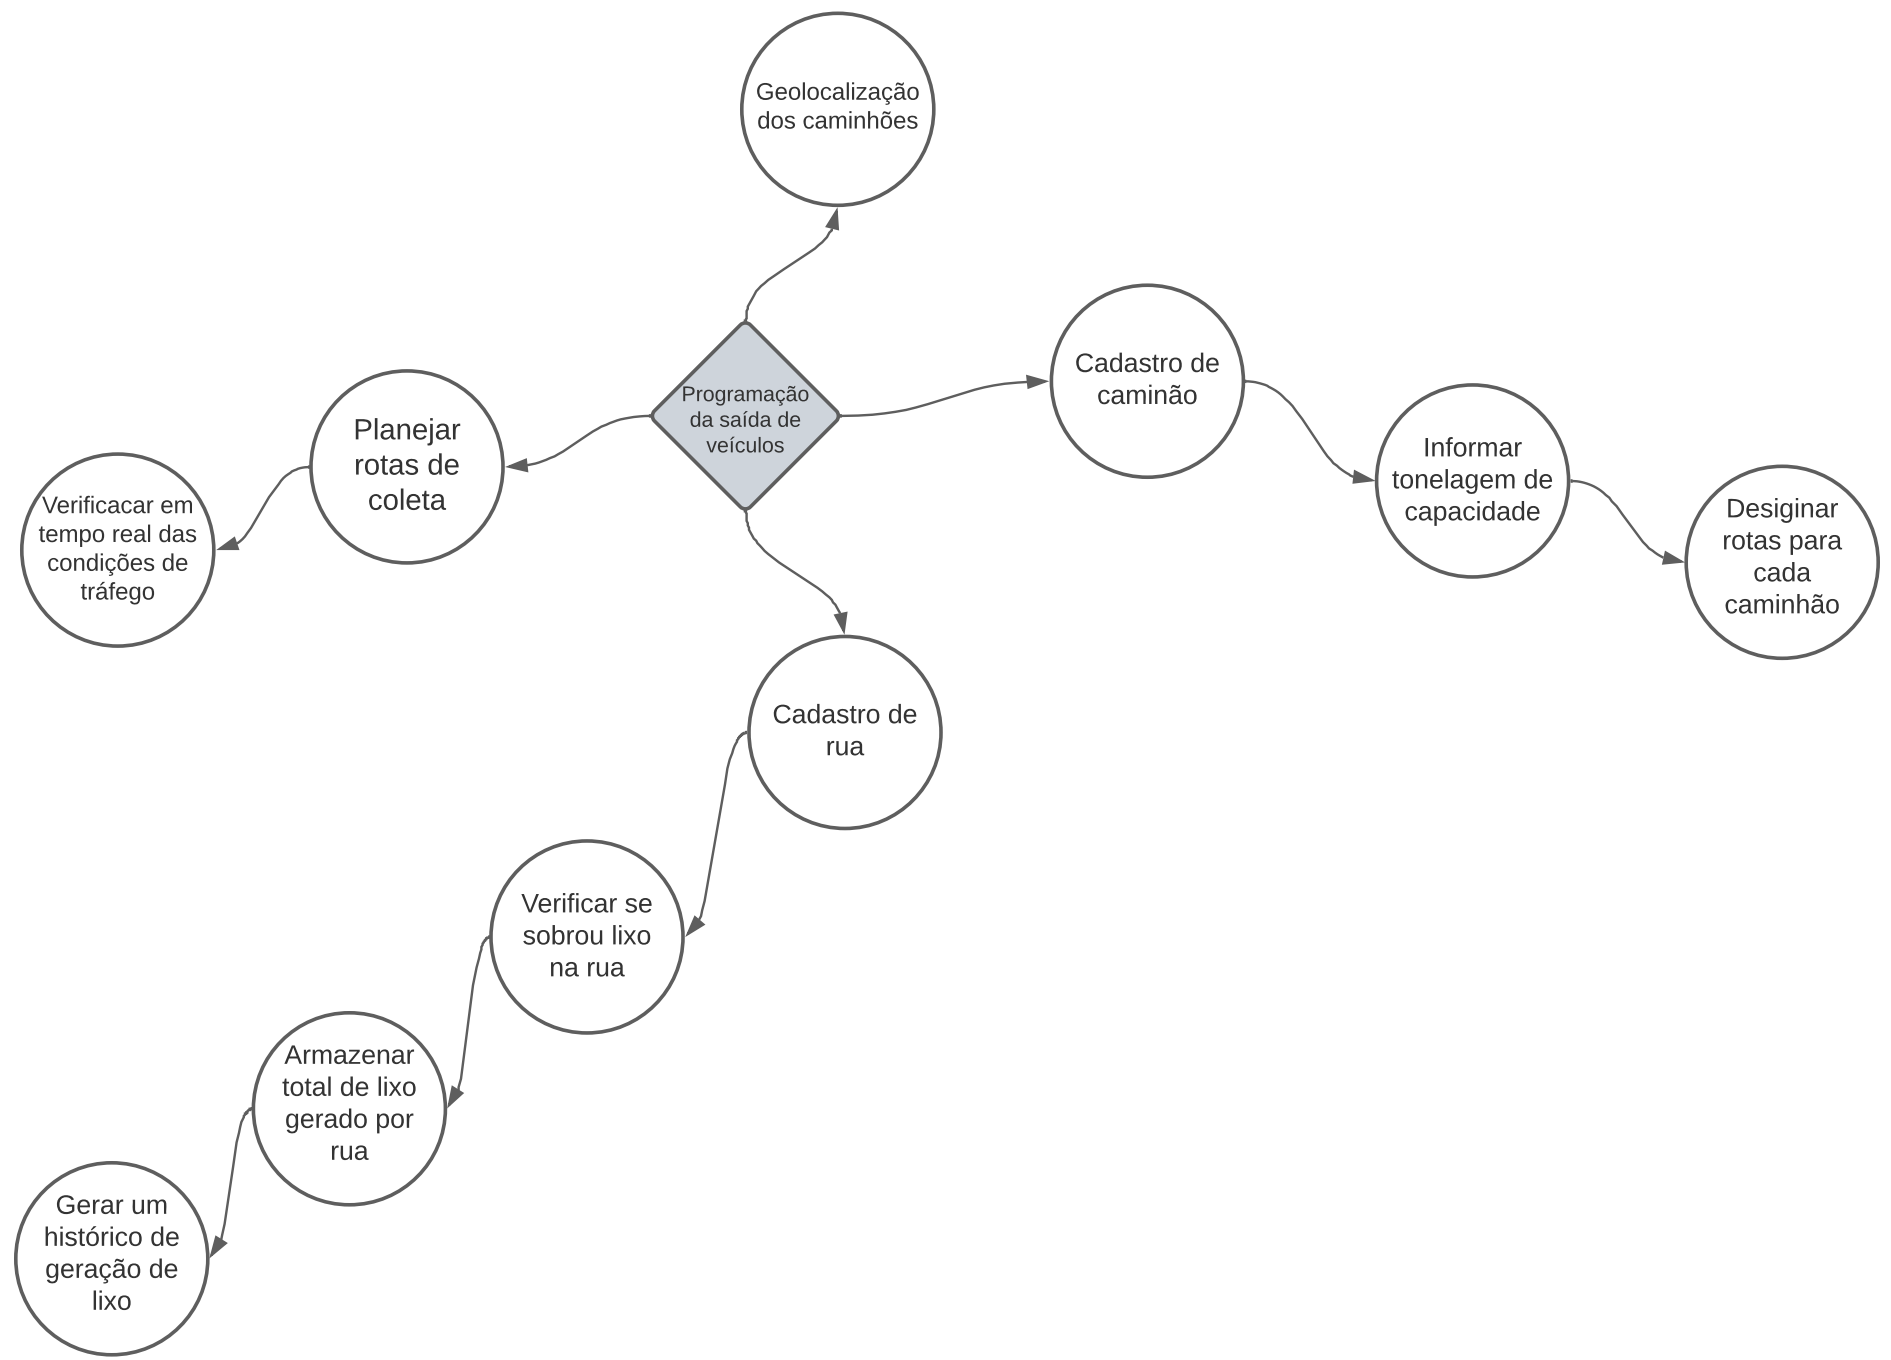 Geolocalização
dos caminhões
Programação
da saída de
veículos
Cadastro de
caminão
Informar
tonelagem de
capacidade
Desiginar
rotas para
cada
caminhão
Planejar
rotas de
coleta
Verificacar em
tempo real das
condições de
tráfego
Cadastro de
rua
Verificar se
sobrou lixo
na rua
Armazenar
total de lixo
gerado por
rua
Gerar um
histórico de
geração de
lixo